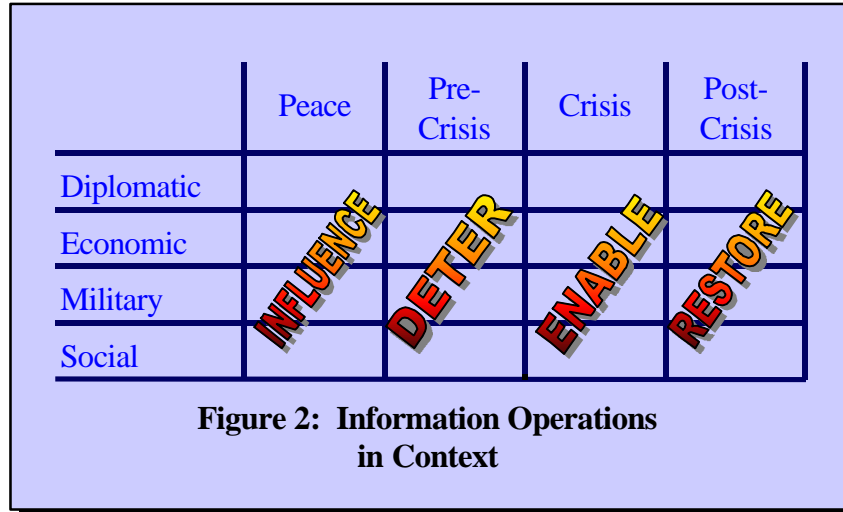 Peace Pre- Crisis Crisis Post- Crisis
Diplomatic
Economic
Military
Social
INFLUENCE
DETER
ENABLE
RESTORE
Figure 2: Information Operations
in Context